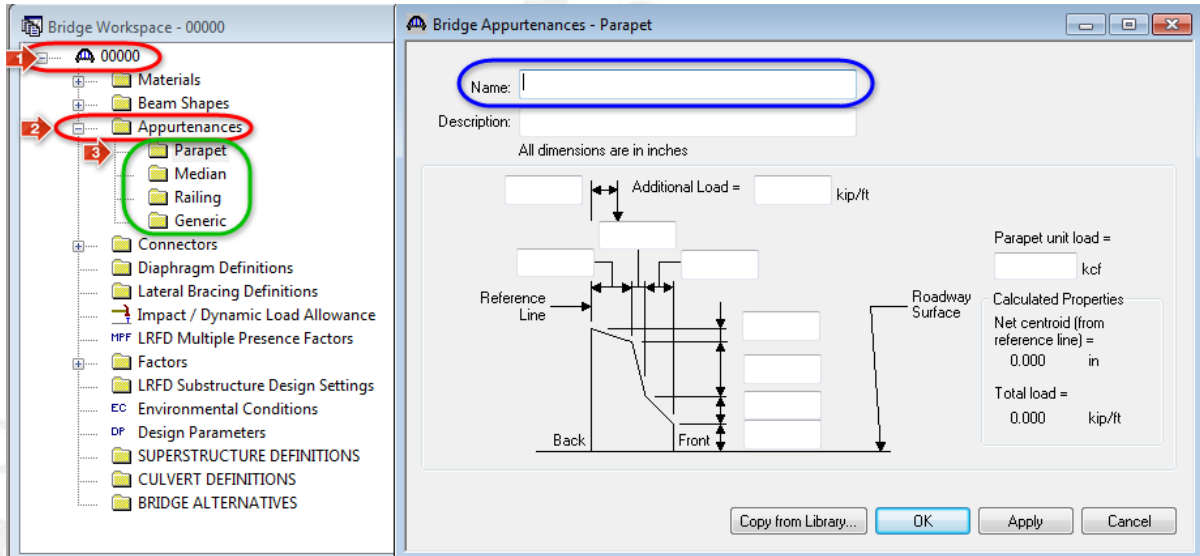 Bridge Workspace - 00000
1
00000
Materials
Beam Shapes
2
Appurtenances
3
Parapet
Median
Railing
Generic
Connectors
Diaphragm Definitions
Lateral Bracing Definitions
Impact / Dynamic Load Allowance
MPF LRFD Multiple Presence Factors
Factors
LRFD Substructure Design Settings
EC Environmental Conditions
DP Design Parameters
SUPERSTRUCTURE DEFINITIONS
CULVERT DEFINITIONS
BRIDGE ALTERNATIVES
Bridge Appurtenances - Parapet
Name:
Description:
All dimensions are in inches
Additional Load =
kip/ft
Parapet unit load =
kcf
Reference
Line
Roadway
Surface
Calculated Properties
Net centroid (from
reference line) =
0.000 in
Total load =
0.000 kip/ft
Back
Front
Copy from Library...
OK
Apply
Cancel